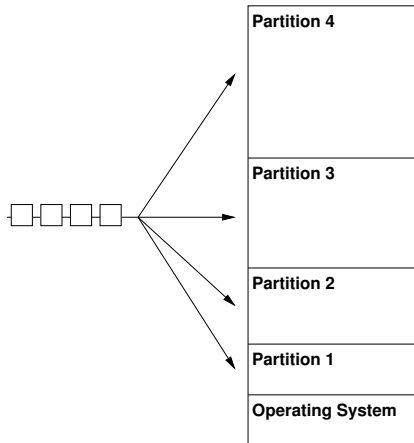 Partition 4
Partition 3
Partition 2
Partition 1
Operating System